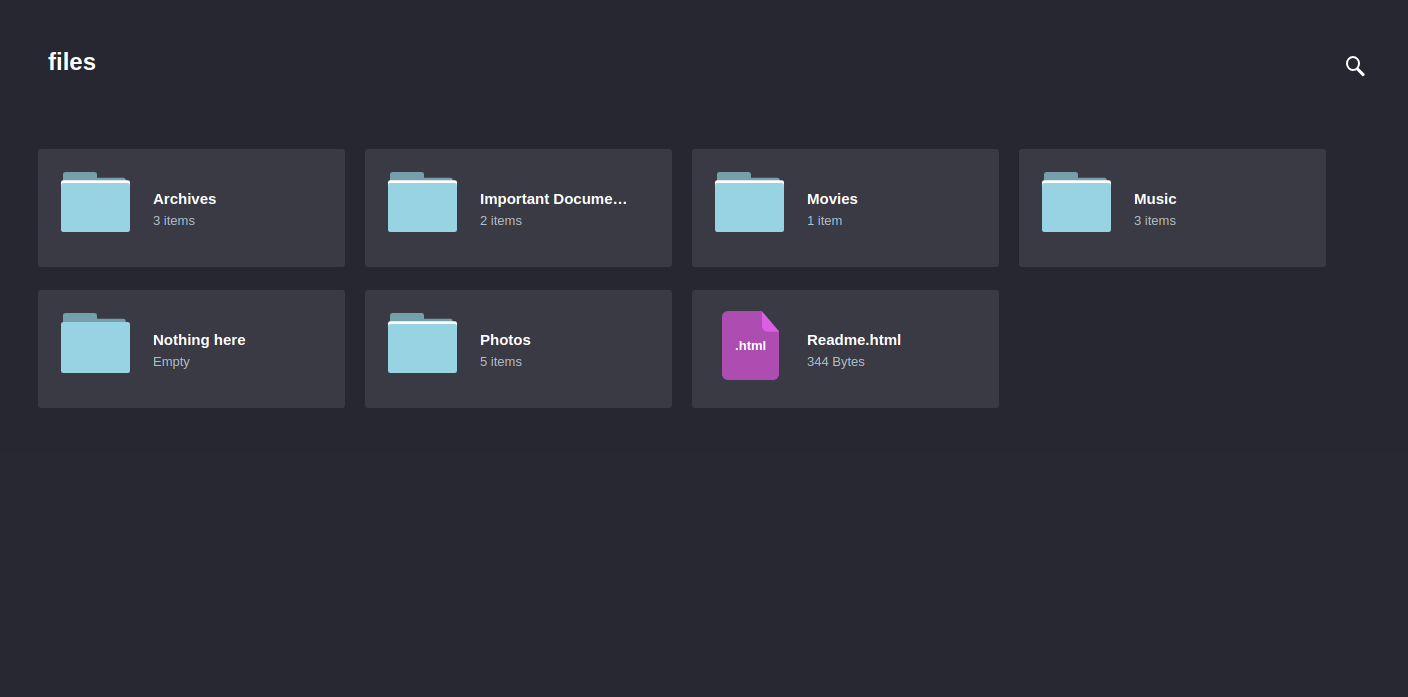 files
Archives
3 items
Important Docume...
2 items
Movies
1 item
Music
3 items
Nothing here
Empty
Photos
5 items
.html
Readme.html
344 Bytes